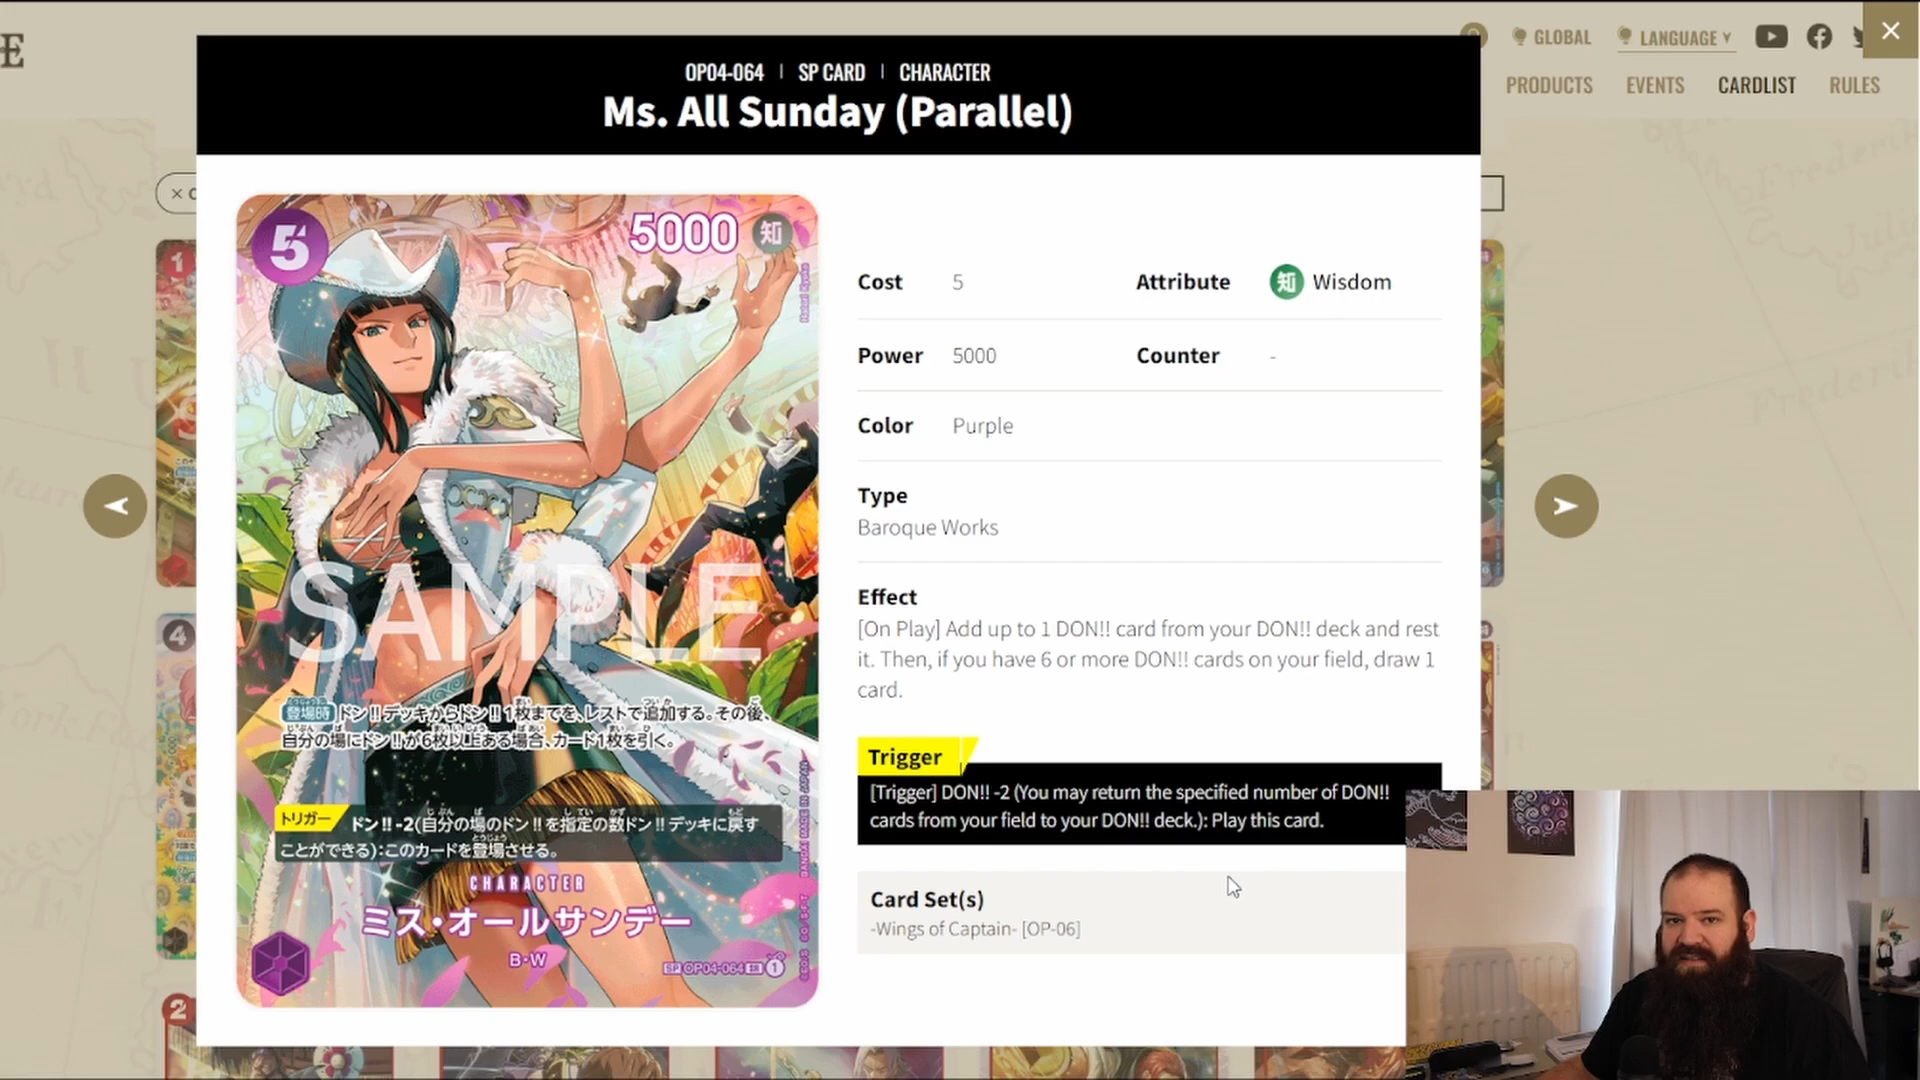 E
GLOBAL
LANGUAGE
PRODUCTS
EVENTS
CARDLIST
RULES
OP04-064 | SP CARD | CHARACTER
Ms. All Sunday (Parallel)
× C
1
4
2
5
5000 知
SAMPLE
登場時 ドン!!デッキからドン!!1枚までを、レストで追加する。その後、
自分の場にドン!!が6枚以上ある場合、カード1枚を引く。
トリガー ドン!!-2(自分の場のドン!!を指定の数ドン!!デッキに戻す
ことができる):このカードを登場させる。
CHARACTER
ミス・オールサンデー
B・W
SP OP04-064 SR 1
Cost 5
Attribute 知 Wisdom
Power 5000
Counter -
Color Purple
Type
Baroque Works
Effect
[On Play] Add up to 1 DON!! card from your DON!! deck and rest
it. Then, if you have 6 or more DON!! cards on your field, draw 1
card.
Trigger
[Trigger] DON!! -2 (You may return the specified number of DON!!
cards from your field to your DON!! deck.): Play this card.
Card Set(s)
-Wings of Captain- [OP-06]